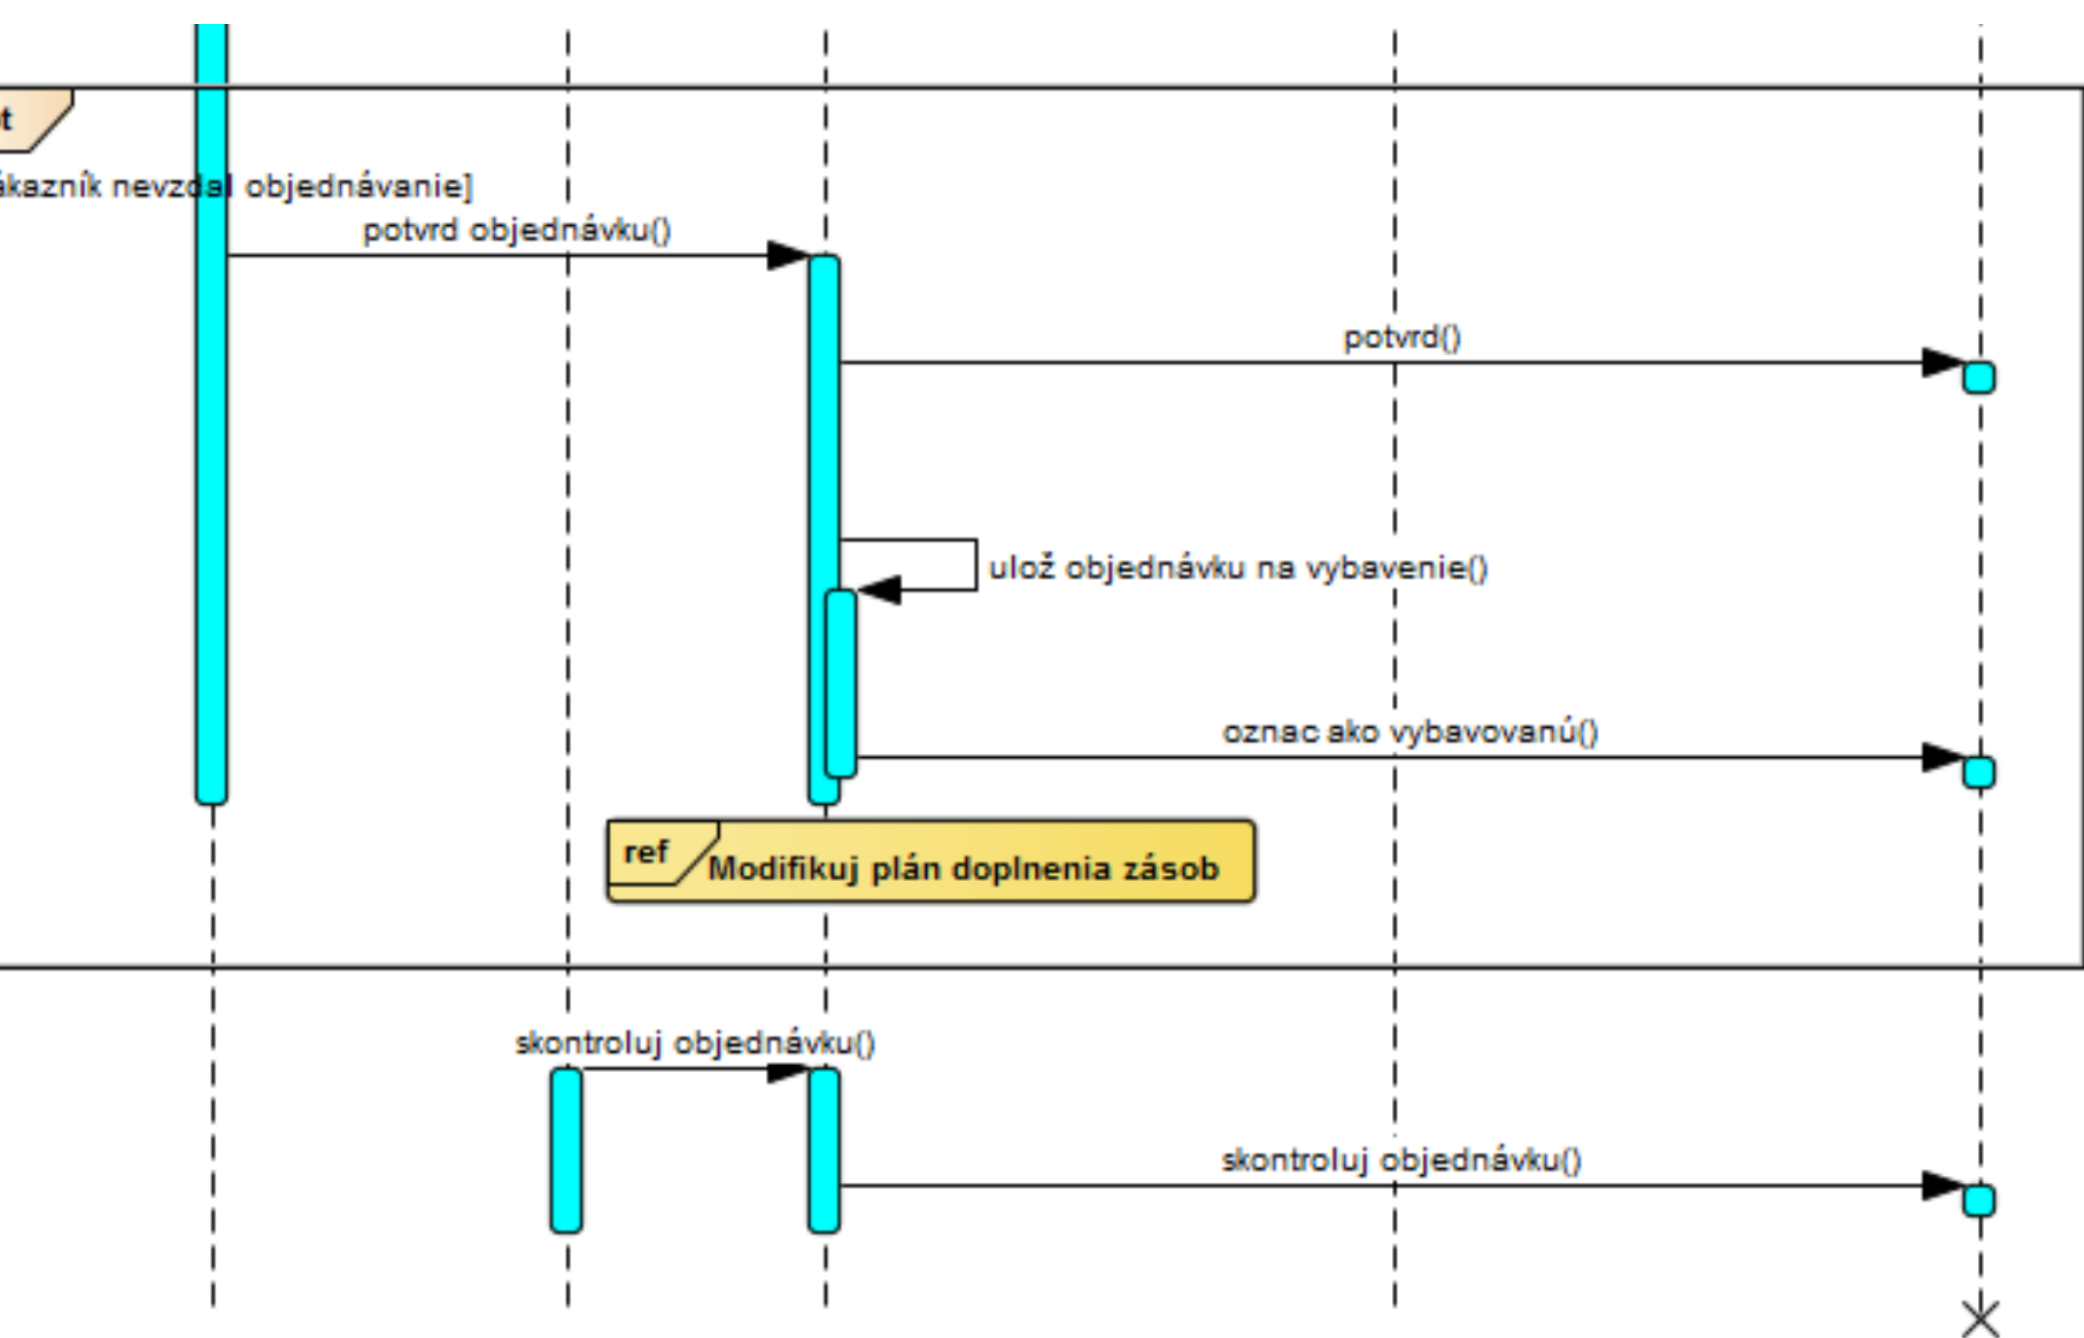 t
ákazník nevzdal objednávanie]
potvrd objednávku()
potvrd()
ulož objednávku na vybavenie()
oznac ako vybavovanú()
ref
Modifikuj plán doplnenia zásob
skontroluj objednávku()
skontroluj objednávku()